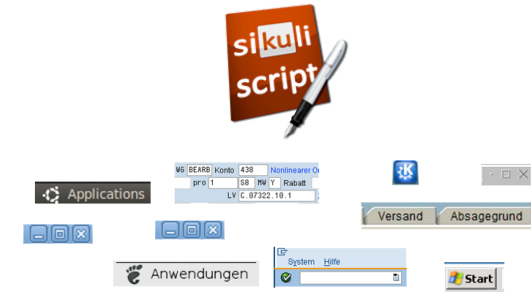 sikuli
script
WG BEARB Konto 438 Nonlinearer
pro 1 S8 MW Y Rabatt
LV C.07322.10.1
Applications
Versand Absagegrund
System Hilfe
Anwendungen
Start